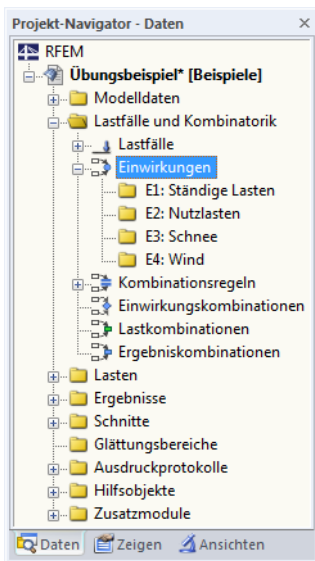 Projekt-Navigator - Daten
RFEM
Übungsbeispiel* [Beispiele]
Modelldaten
Lastfälle und Kombinatorik
Lastfälle
Einwirkungen
E1: Ständige Lasten
E2: Nutzlasten
E3: Schnee
E4: Wind
Kombinationsregeln
Einwirkungskombinationen
Lastkombinationen
Ergebniskombinationen
Lasten
Ergebnisse
Schnitte
Glättungsbereiche
Ausdruckprotokolle
Hilfsobjekte
Zusatzmodule
Daten Zeigen Ansichten